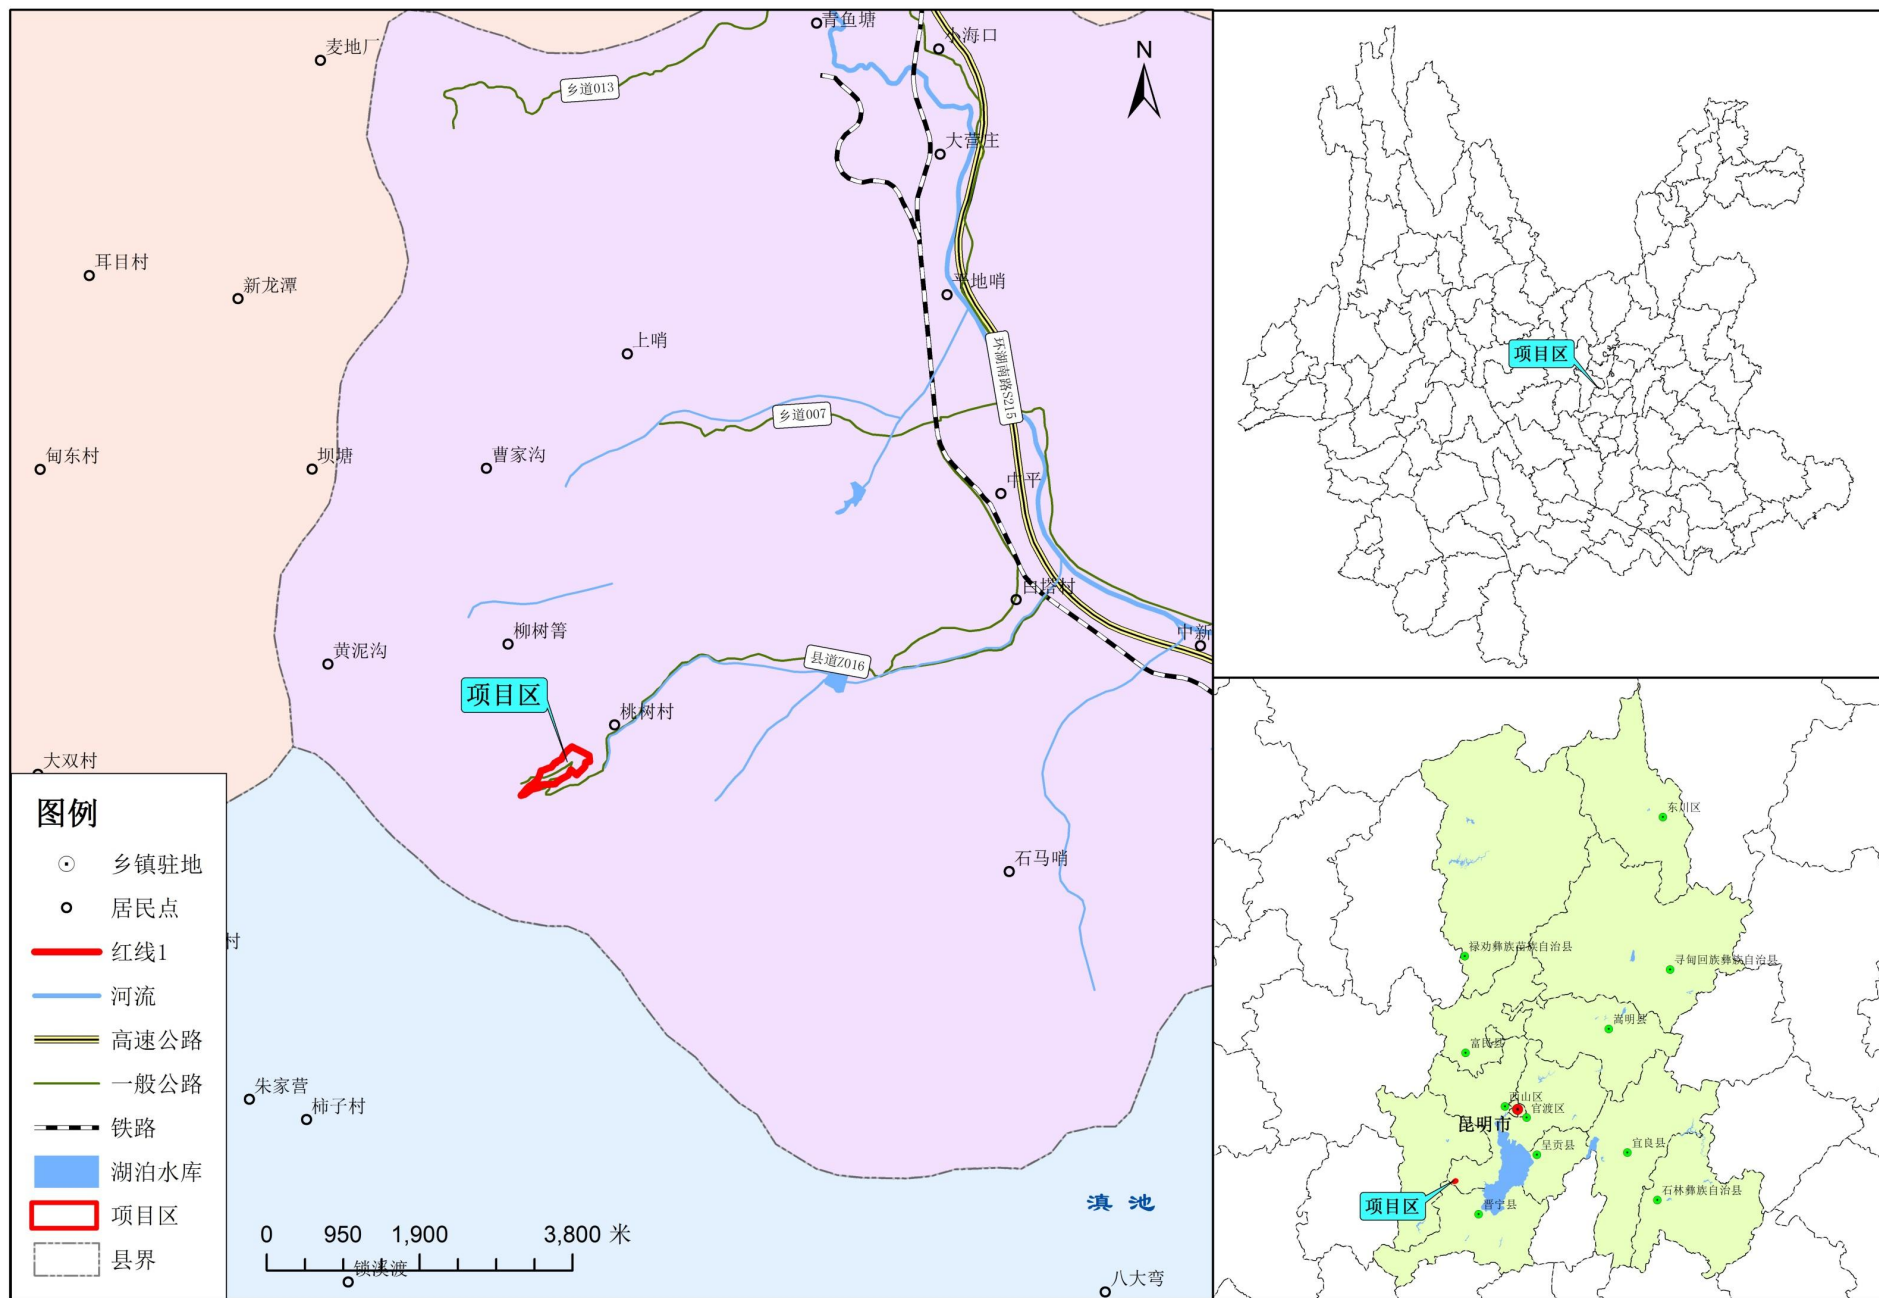 青鱼塘
小海口
麦地厂
N
乡道013
大营庄
耳目村
新龙潭
平地哨
上哨
环湖南路S215
乡道007
甸东村
坝塘
曹家沟
中平
白塔村
柳树箐
中新
黄泥沟
县道Z016
项目区
桃树村
大双村
石马哨
村
朱家营
柿子村
滇池
锁溪渡
八大弯
0 950 1,900 3,800 米
图例
乡镇驻地
居民点
红线1
河流
高速公路
一般公路
铁路
湖泊水库
项目区
县界
项目区
东川区
禄劝彝族苗族自治县
寻甸回族彝族自治县
嵩明县
富民县
西山区
官渡区
昆明市
呈贡县
宜良县
石林彝族自治县
项目区
晋宁县